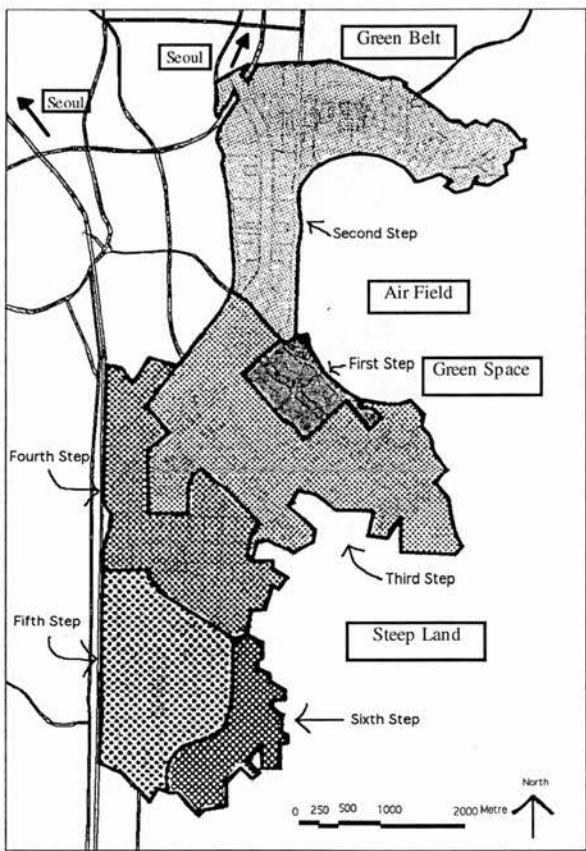 Green Belt
Seoul
Seoul
Second Step
Air Field
First Step
Green Space
Fourth Step
Third Step
Fifth Step
Steep Land
Sixth Step
North
0 250 500 1000 2000 Metre